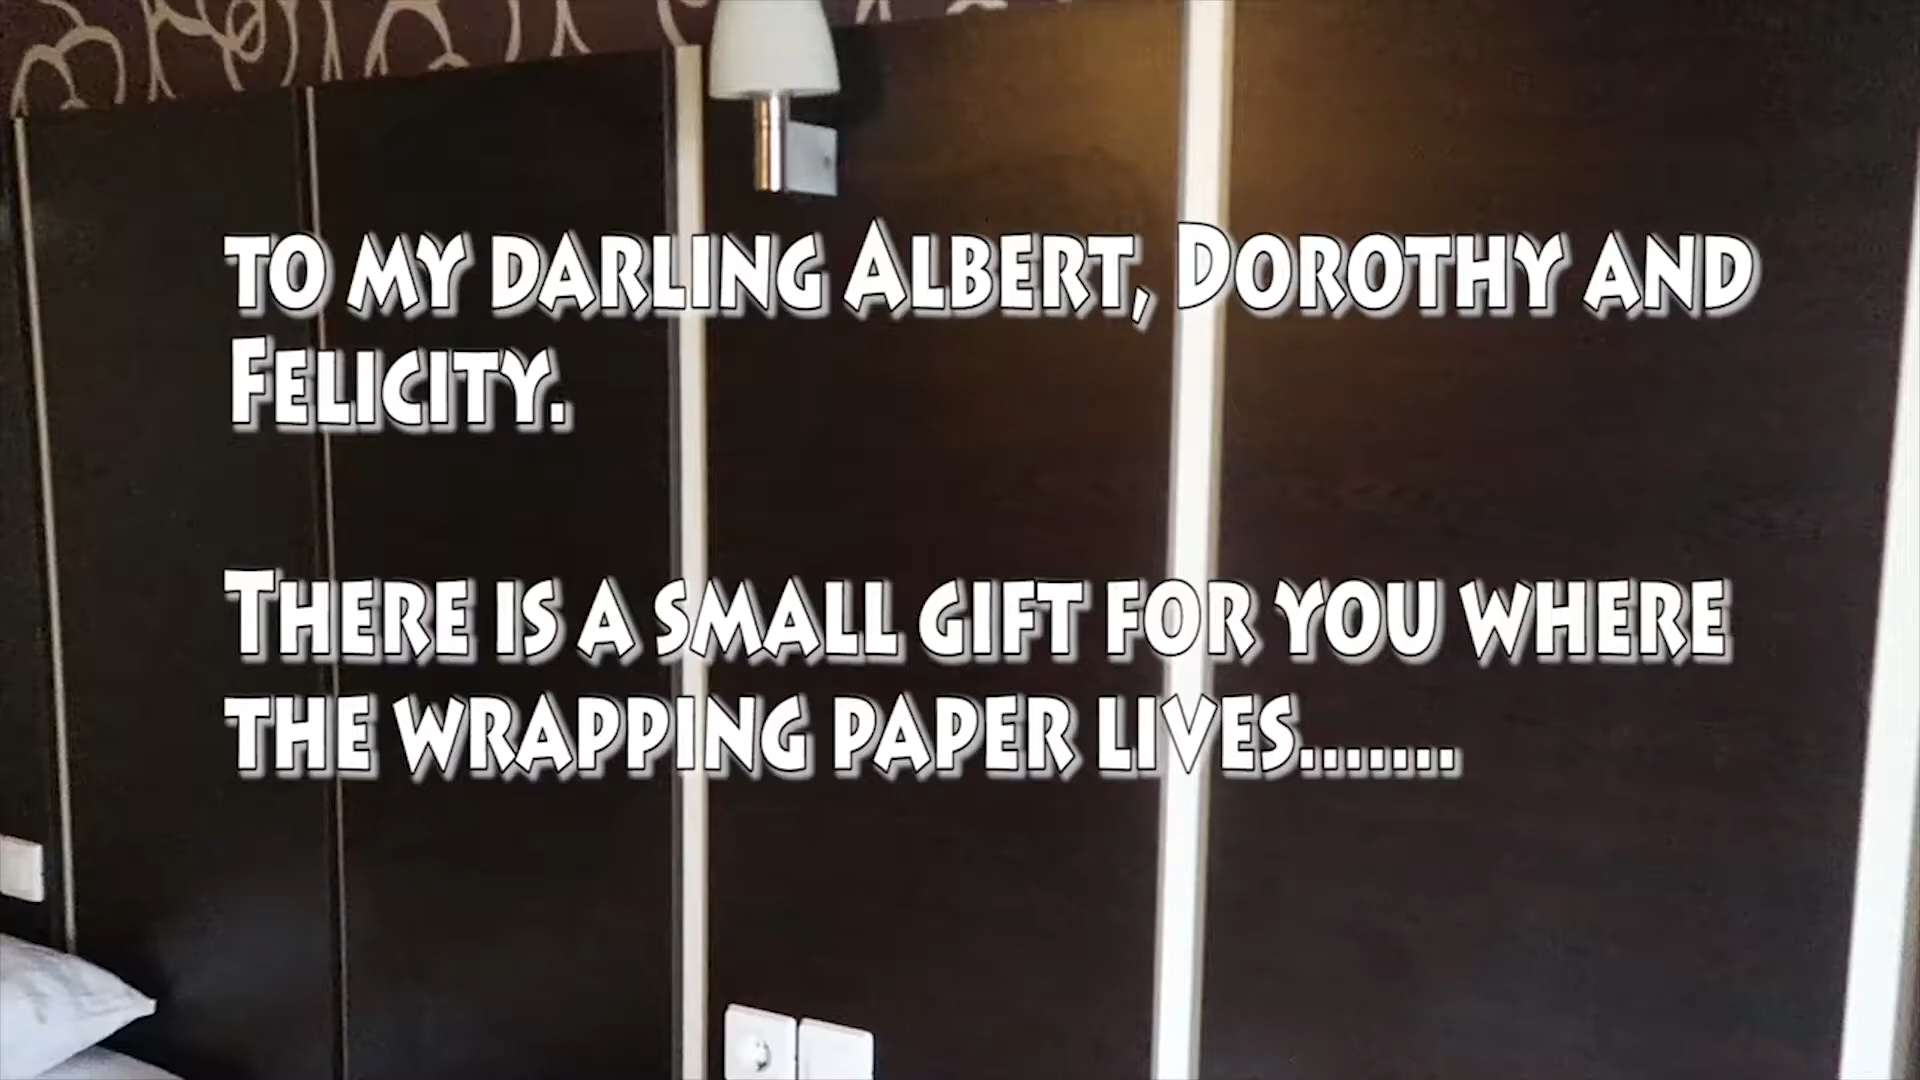 to my darling Albert, Dorothy and
Felicity.
There is a small gift for you where
the wrapping paper lives.......